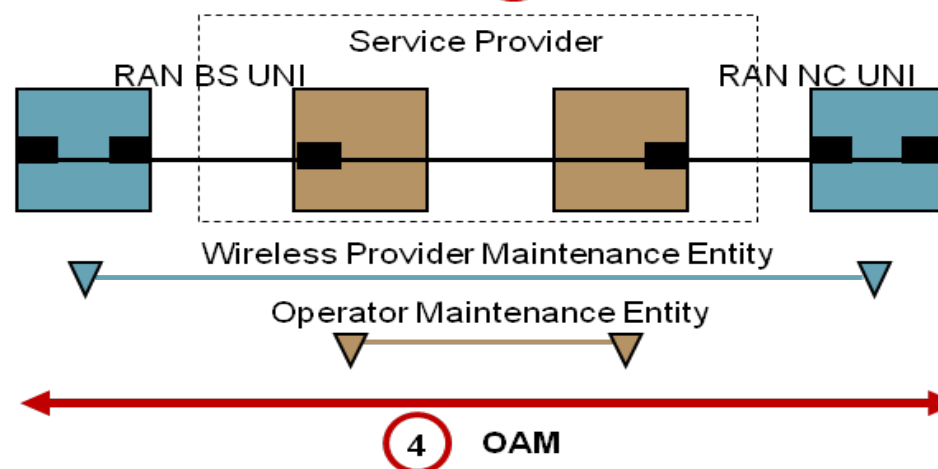 Service Provider
RAN BS UNI
RAN NC UNI
Wireless Provider Maintenance Entity
Operator Maintenance Entity
4 OAM